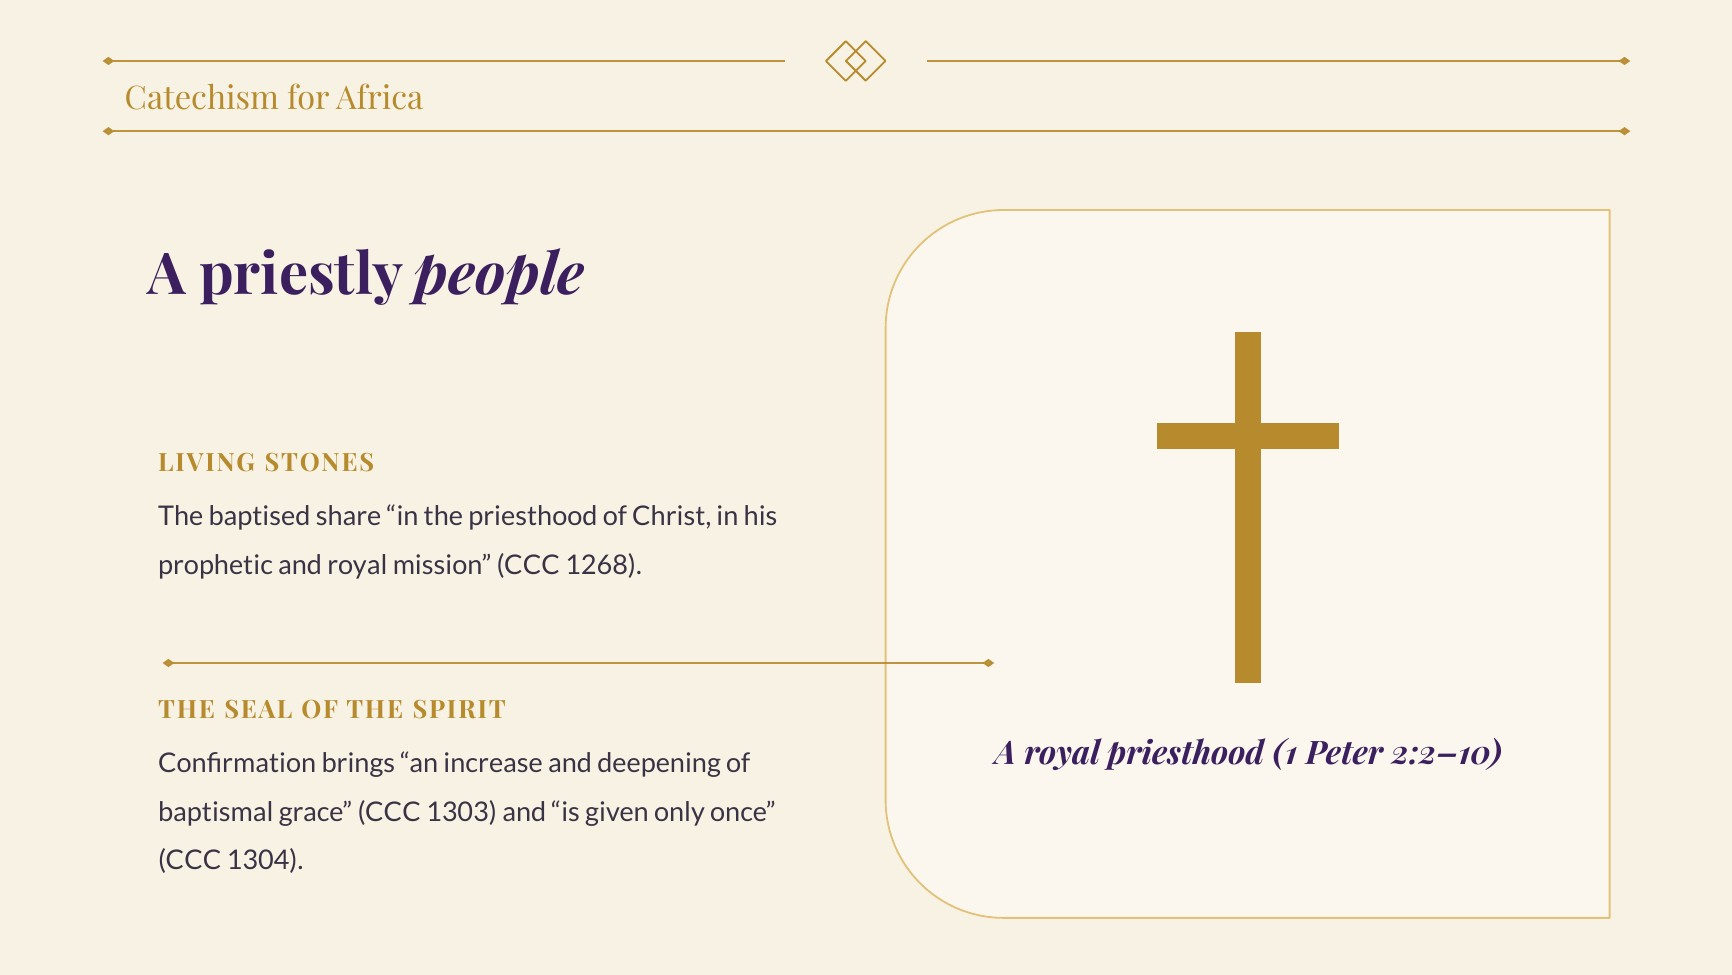 Catechism for Africa
A priestly people
LIVING STONES
The baptised share “in the priesthood of Christ, in his
prophetic and royal mission” (CCC 1268).
THE SEAL OF THE SPIRIT
Confirmation brings “an increase and deepening of
baptismal grace” (CCC 1303) and “is given only once”
(CCC 1304).
A royal priesthood (1 Peter 2:2–10)